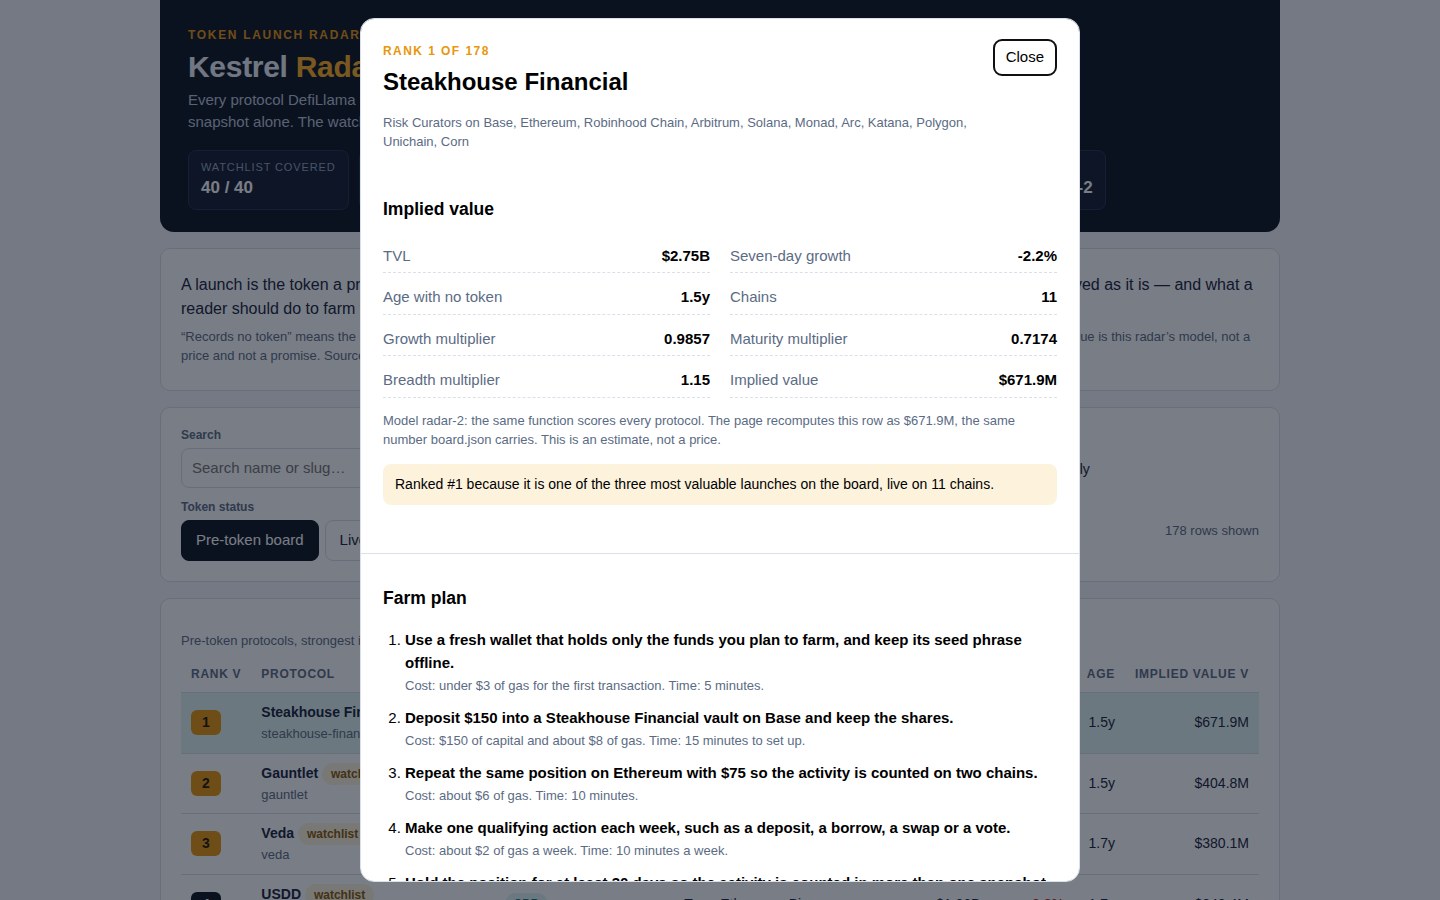 TOKEN LAUNCH RADAR
Kestrel
Every protocol DefiLlama
snapshot alone. The
WATCHLIST COVERED
40 / 40
-2
A launch is the token a
reader should do to farm
as it is — and what a
“Records no token” means the
price and not a promise.
is this radar’s model, not a
Search
Search name or slug…
Token status
Pre-token board
178 rows shown
Pre-token protocols, strongest
RANK V PROTOCOL AGE IMPLIED VALUE V
1 Steakhouse 1.5y $671.9M
2 Gauntlet 1.5y $404.8M
gauntlet
3 Veda watchlist 1.7y $380.1M
veda
USDD watchlist
RANK 1 OF 178
Close
Steakhouse Financial
Risk Curators on Base, Ethereum, Robinhood Chain, Arbitrum, Solana, Monad, Arc, Katana, Polygon,
Unichain, Corn
Implied value
TVL $2.75B Seven-day growth -2.2%
Age with no token 1.5y Chains 11
Growth multiplier 0.9857 Maturity multiplier 0.7174
Breadth multiplier 1.15 Implied value $671.9M
Model radar-2: the same function scores every protocol. The page recomputes this row as $671.9M, the same
number board.json carries. This is an estimate, not a price.
Ranked #1 because it is one of the three most valuable launches on the board, live on 11 chains.
Farm plan
1. Use a fresh wallet that holds only the funds you plan to farm, and keep its seed phrase
offline.
Cost: under $3 of gas for the first transaction. Time: 5 minutes.
2. Deposit $150 into a Steakhouse Financial vault on Base and keep the shares.
Cost: $150 of capital and about $8 of gas. Time: 15 minutes to set up.
3. Repeat the same position on Ethereum with $75 so the activity is counted on two chains.
Cost: about $6 of gas. Time: 10 minutes.
4. Make one qualifying action each week, such as a deposit, a borrow, a swap or a vote.
Cost: about $2 of gas a week. Time: 10 minutes a week.